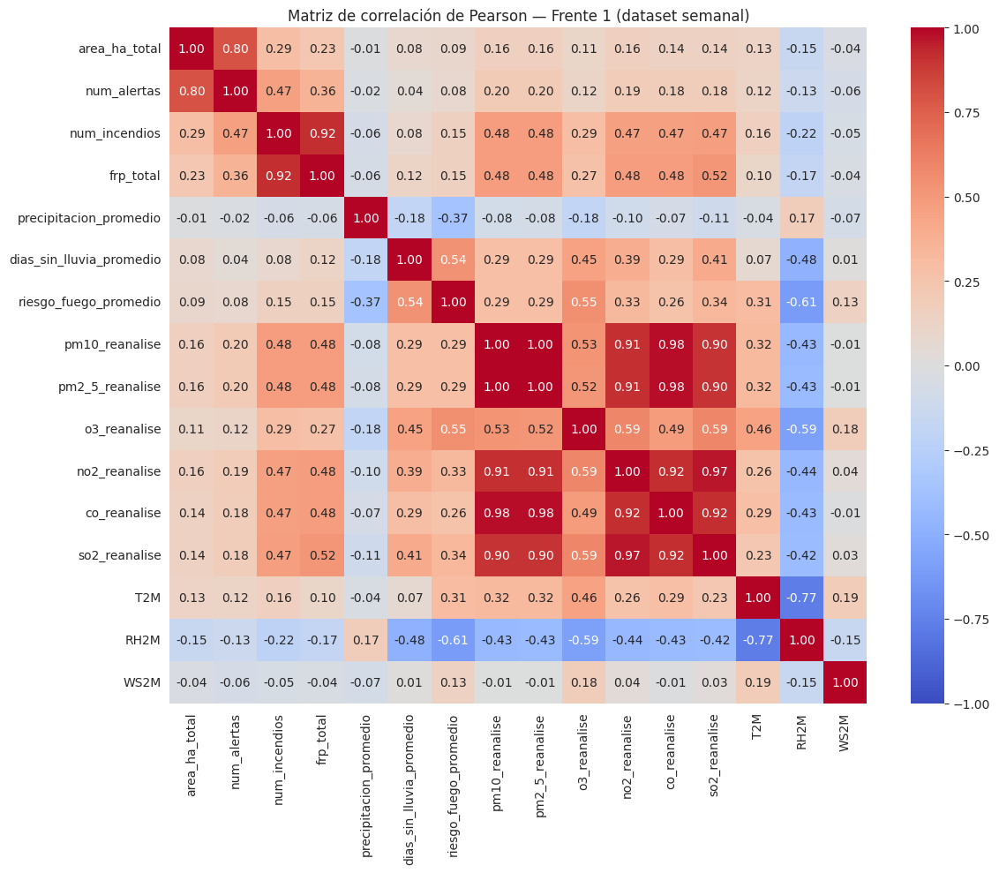 Matriz de correlación de Pearson — Frente 1 (dataset semanal)
area_ha_total 1.00 0.80 0.29 0.23 -0.01 0.08 0.09 0.16 0.16 0.11 0.16 0.14 0.14 0.13 -0.15 -0.04
num_alertas 0.80 1.00 0.47 0.36 -0.02 0.04 0.08 0.20 0.20 0.12 0.19 0.18 0.18 0.12 -0.13 -0.06
num_incendios 0.29 0.47 1.00 0.92 -0.06 0.08 0.15 0.48 0.48 0.29 0.47 0.47 0.47 0.16 -0.22 -0.05
frp_total 0.23 0.36 0.92 1.00 -0.06 0.12 0.15 0.48 0.48 0.27 0.48 0.48 0.52 0.10 -0.17 -0.04
precipitacion_promedio -0.01 -0.02 -0.06 -0.06 1.00 -0.18 -0.37 -0.08 -0.08 -0.18 -0.10 -0.07 -0.11 -0.04 0.17 -0.07
dias_sin_lluvia_promedio 0.08 0.04 0.08 0.12 -0.18 1.00 0.54 0.29 0.29 0.45 0.39 0.29 0.41 0.07 -0.48 0.01
riesgo_fuego_promedio 0.09 0.08 0.15 0.15 -0.37 0.54 1.00 0.29 0.29 0.55 0.33 0.26 0.34 0.31 -0.61 0.13
pm10_reanalise 0.16 0.20 0.48 0.48 -0.08 0.29 0.29 1.00 1.00 0.53 0.91 0.98 0.90 0.32 -0.43 -0.01
pm2_5_reanalise 0.16 0.20 0.48 0.48 -0.08 0.29 0.29 1.00 1.00 0.52 0.91 0.98 0.90 0.32 -0.43 -0.01
o3_reanalise 0.11 0.12 0.29 0.27 -0.18 0.45 0.55 0.53 0.52 1.00 0.59 0.49 0.59 0.46 -0.59 0.18
no2_reanalise 0.16 0.19 0.47 0.48 -0.10 0.39 0.33 0.91 0.91 0.59 1.00 0.92 0.97 0.26 -0.44 0.04
co_reanalise 0.14 0.18 0.47 0.48 -0.07 0.29 0.26 0.98 0.98 0.49 0.92 1.00 0.92 0.29 -0.43 -0.01
so2_reanalise 0.14 0.18 0.47 0.52 -0.11 0.41 0.34 0.90 0.90 0.59 0.97 0.92 1.00 0.23 -0.42 0.03
T2M 0.13 0.12 0.16 0.10 -0.04 0.07 0.31 0.32 0.32 0.46 0.26 0.29 0.23 1.00 -0.77 0.19
RH2M -0.15 -0.13 -0.22 -0.17 0.17 -0.48 -0.61 -0.43 -0.43 -0.59 -0.44 -0.43 -0.42 -0.77 1.00 -0.15
WS2M -0.04 -0.06 -0.05 -0.04 -0.07 0.01 0.13 -0.01 -0.01 0.18 0.04 -0.01 0.03 0.19 -0.15 1.00
area_ha_total
num_alertas
num_incendios
frp_total
precipitacion_promedio
dias_sin_lluvia_promedio
riesgo_fuego_promedio
pm10_reanalise
pm2_5_reanalise
o3_reanalise
no2_reanalise
co_reanalise
so2_reanalise
T2M
RH2M
WS2M
1.00
0.75
0.50
0.25
0.00
−0.25
−0.50
−0.75
−1.00